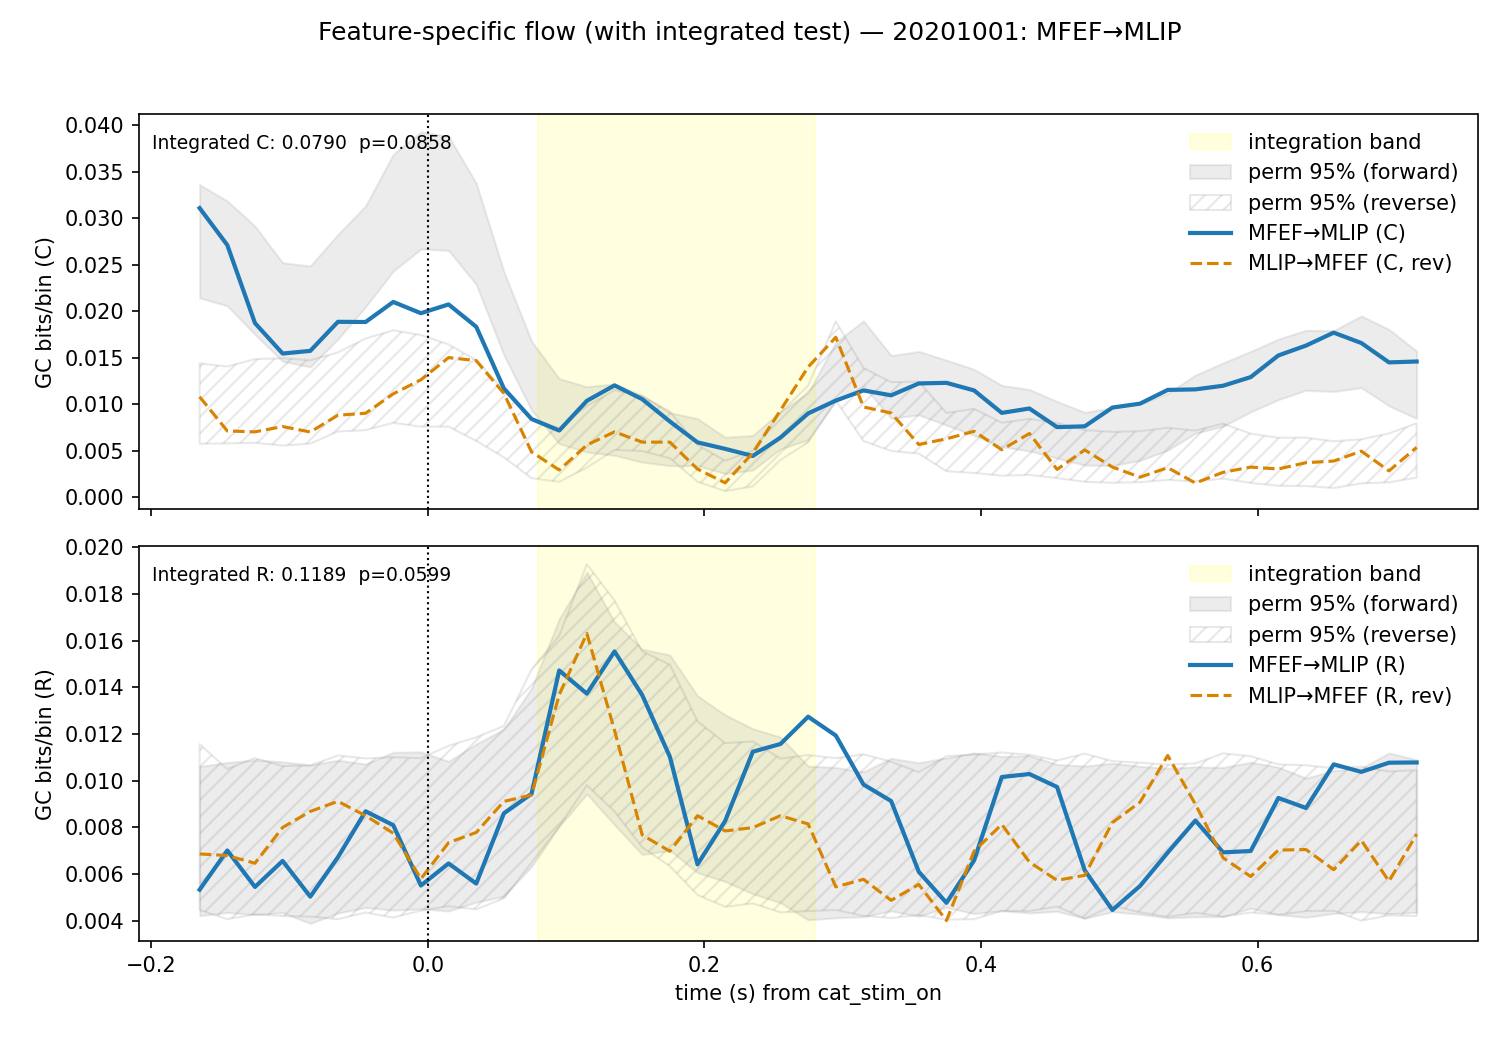 Feature-specific flow (with integrated test) — 20201001: MFEF→MLIP
Integrated C: 0.0790  p=0.0858
integration band
perm 95% (forward)
perm 95% (reverse)
MFEF→MLIP (C)
MLIP→MFEF (C, rev)
GC bits/bin (C)
0.040
0.035
0.030
0.025
0.020
0.015
0.010
0.005
0.000
Integrated R: 0.1189  p=0.0599
integration band
perm 95% (forward)
perm 95% (reverse)
MFEF→MLIP (R)
MLIP→MFEF (R, rev)
GC bits/bin (R)
0.020
0.018
0.016
0.014
0.012
0.010
0.008
0.006
0.004
−0.2 0.0 0.2 0.4 0.6
time (s) from cat_stim_on